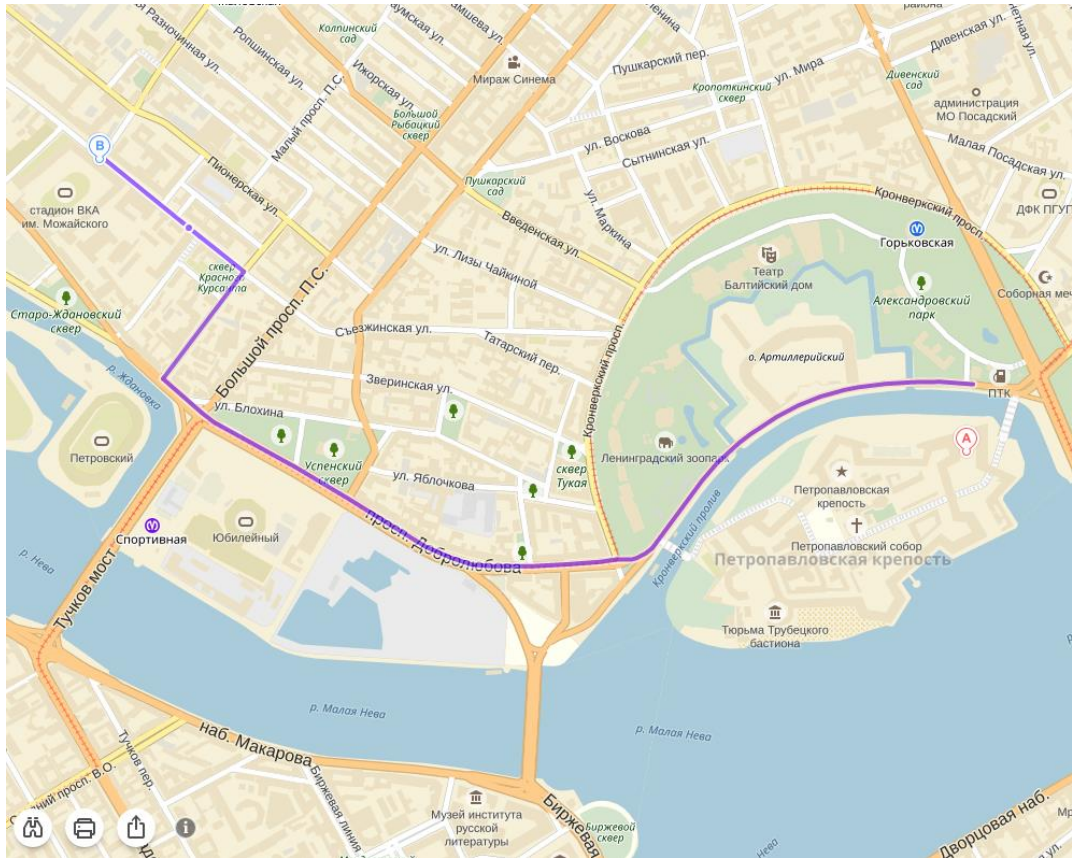 района
Колпинский
сад
Разночинная ул.
Ропшинская ул.
Ижорская ул.
Мираж Синема
Пушкарский пер.
ул. Мира
Дивенская ул.
Кропоткинский
сквер
Дивенский
сад
администрация
МО Посадский
Малый просп. П.С.
Большой
Рыбацкий
сквер
ул. Воскова
Сытнинская ул.
Малая Посадская ул.
B
Пионерская ул.
Пушкарский
сад
Введенская ул.
ул. Маркина
Кронверкский просп.
ДФК ПГУП
стадион ВКА
им. Можайского
Горьковская
Театр
Балтийский дом
ул. Лизы Чайкиной
сквер
Красного
Курсанта
Большой просп. П.С.
Соборная
Александровский
парк
Старо-Ждановский
сквер
Съезжинская ул.
Татарский пер.
Кронверкский просп.
о. Артиллерийский
р. Ждановка
Зверинская ул.
ПТК
ул. Блохина
A
Петровский
Успенский
сквер
сквер
Тукая
Ленинградский зоопарк
ул. Яблочкова
Петропавловская
крепость
Кронверкский пролив
Спортивная
Юбилейный
просп. Добролюбова
Петропавловский собор
Петропавловская крепость
р. Нева
Тучков мост
Тюрьма Трубецкого
бастиона
р. Малая Нева
р. Малая Нева
наб. Макарова
Тучков пер.
просп. В.О.
Биржевая линия
Музей института
русской
литературы
Биржевая
Биржевой
сквер
Дворцовая наб.